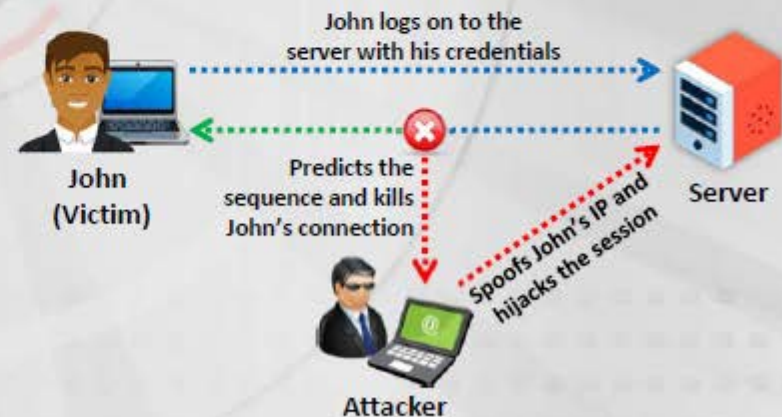 John logs on to the
server with his credentials
John
(Victim)
Predicts the
sequence and kills
John's connection
Spoofs John's IP and
hijacks the session
Server
@
Attacker